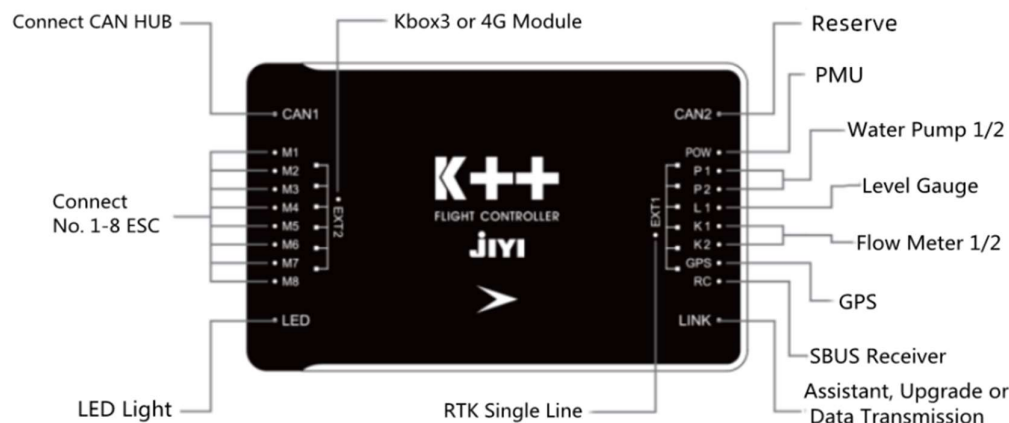 Connect CAN HUB
Kbox3 or 4G Module
Reserve
PMU
Water Pump 1/2
Level Gauge
Flow Meter 1/2
GPS
SBUS Receiver
Assistant, Upgrade or
Data Transmission
Connect
No. 1-8 ESC
LED Light
RTK Single Line
CAN1
M1
M2
M3
M4
M5
M6
M7
M8
LED
EXT2
K++
FLIGHT CONTROLLER
JIYI
EXT1
CAN2
POW
P1
P2
L1
K1
K2
GPS
RC
LINK